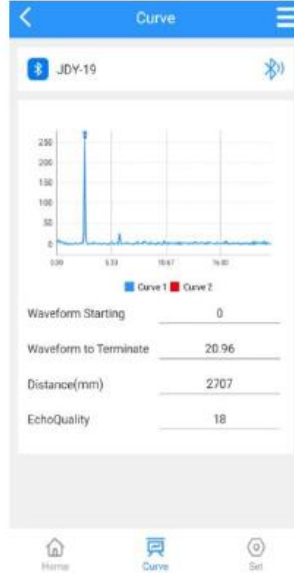 Curve
JDY-19
250
200
150
100
50
0
0.00 5.33 10.67 16.00
Curve 1 Curve 2
Waveform Starting 0
Waveform to Terminate 20.96
Distance(mm) 2707
EchoQuality 18
Home Curve Set